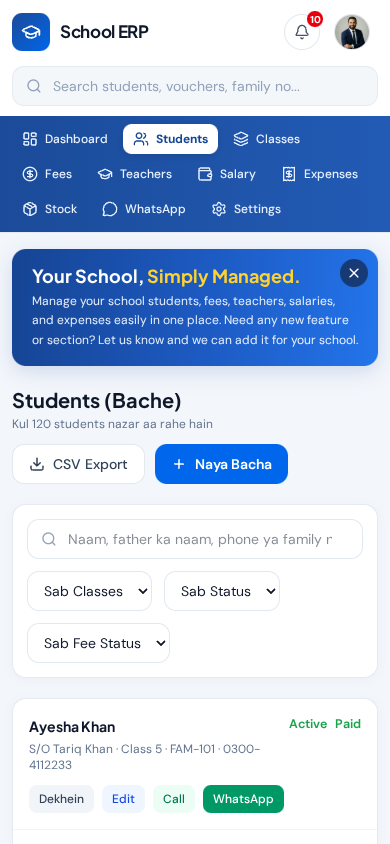 School ERP
10
Search students, vouchers, family no...
Dashboard
Students
Classes
Fees
Teachers
Salary
Expenses
Stock
WhatsApp
Settings
Your School, Simply Managed.
Manage your school students, fees, teachers, salaries,
and expenses easily in one place. Need any new feature
or section? Let us know and we can add it for your school.
Students (Bache)
Kul 120 students nazar aa rahe hain
CSV Export
Naya Bacha
Naam, father ka naam, phone ya family r
Sab Classes
Sab Status
Sab Fee Status
Ayesha Khan
Active Paid
S/O Tariq Khan · Class 5 · FAM-101 · 0300-
4112233
Dekhein
Edit
Call
WhatsApp